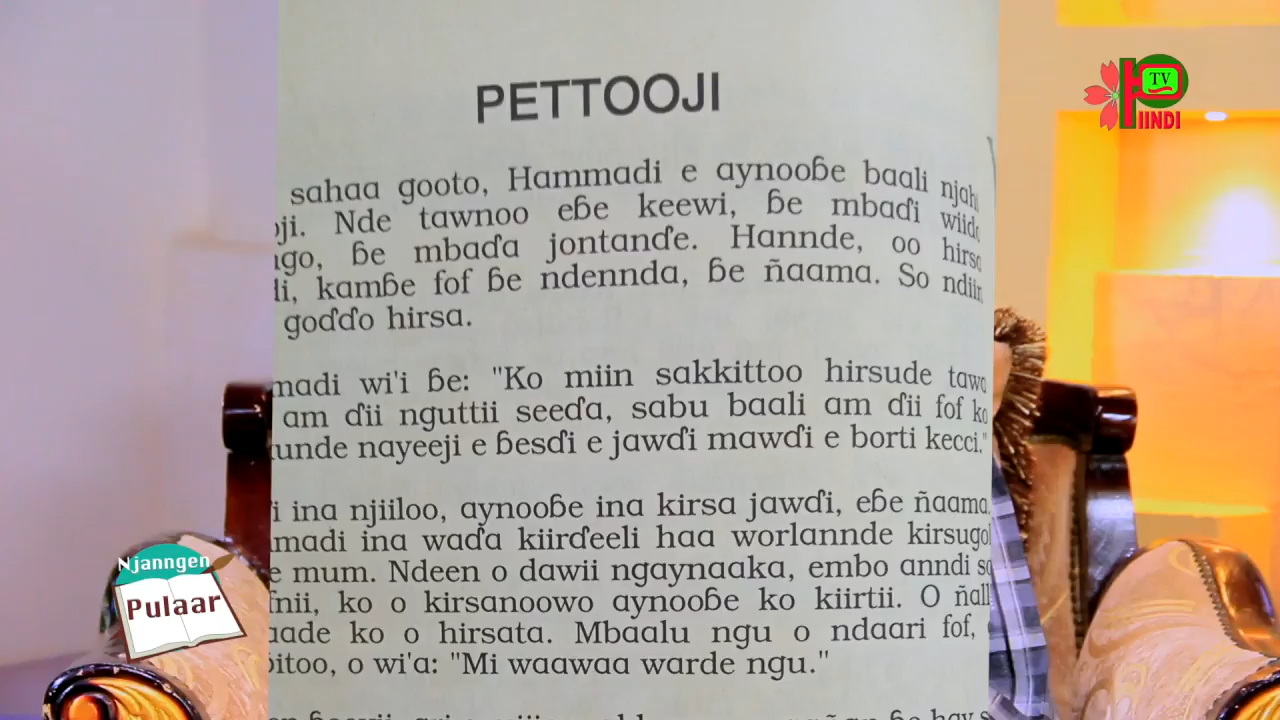 PETTOOJI
TV
PIINDI
sahaa gooto, Hammadi e aynooɓe baali
Nde tawnoo eɓe keewi, ɓe mbaɗi
ɓe mbaɗa jontanɗe. Hannde, oo
kamɓe fof ɓe ndennda, ɓe ñaama. So
goɗɗo hirsa.
wi'i ɓe: "Ko miin sakkittoo hirsude
am ɗii nguttii seeɗa, sabu baali am ɗii fof
nayeeji e ɓesɗi e jawɗi mawɗi e borti kecci."
ina njiiloo, aynooɓe ina kirsa jawɗi, eɓe
ina waɗa kiirɗeeli haa worlannde
mum. Ndeen o dawii ngaynaaka, embo anndi
ko o kirsanoowo aynooɓe ko kiirtii. O
ko o hirsata. Mbaalu ngu o ndaari fof,
o wi'a: "Mi waawaa warde ngu."
Njanngen
Pulaar